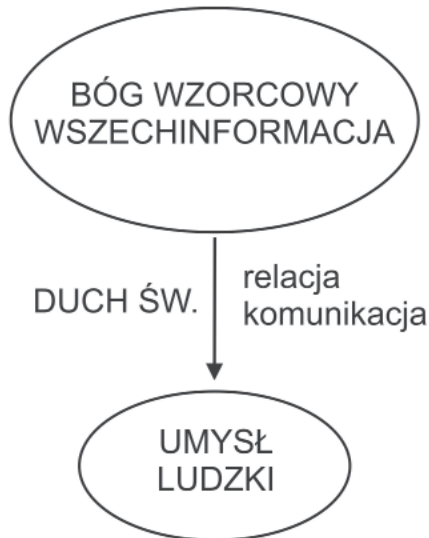 BÓG WZORCOWY
WSZECHINFORMACJA
DUCH ŚW.
relacja
komunikacja
UMYSŁ
LUDZKI